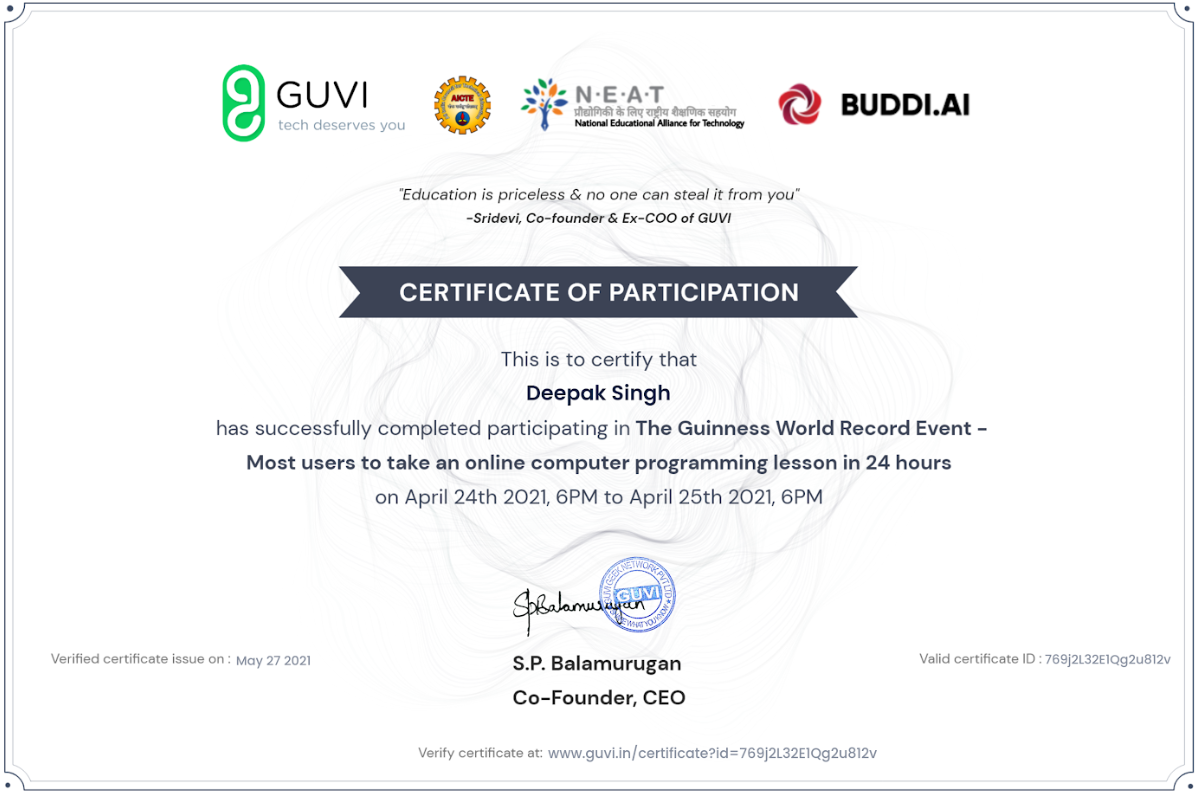 GUVI
tech deserves you
AICTE
N·E·A·T
प्रौद्योगिकी के लिए राष्ट्रीय शैक्षणिक सहयोग
National Educational Alliance for Technology
BUDDI.AI
"Education is priceless & no one can steal it from you"
-Sridevi, Co-founder & Ex-COO of GUVI
CERTIFICATE OF PARTICIPATION
This is to certify that
Deepak Singh
has successfully completed participating in The Guinness World Record Event -
Most users to take an online computer programming lesson in 24 hours
on April 24th 2021, 6PM to April 25th 2021, 6PM
SpBalamurugan
GUVI GEEK NETWORK PVT LTD
GUVI
WHAT YOU KNOW
Verified certificate issue on : May 27 2021
S.P. Balamurugan
Co-Founder, CEO
Valid certificate ID : 769j2L32E1Qg2u812v
Verify certificate at: www.guvi.in/certificate?id=769j2L32E1Qg2u812v